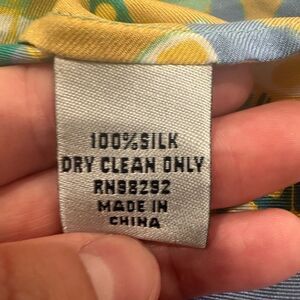 100% SILK
DRY CLEAN ONLY
RN98292
MADE IN
CHINA